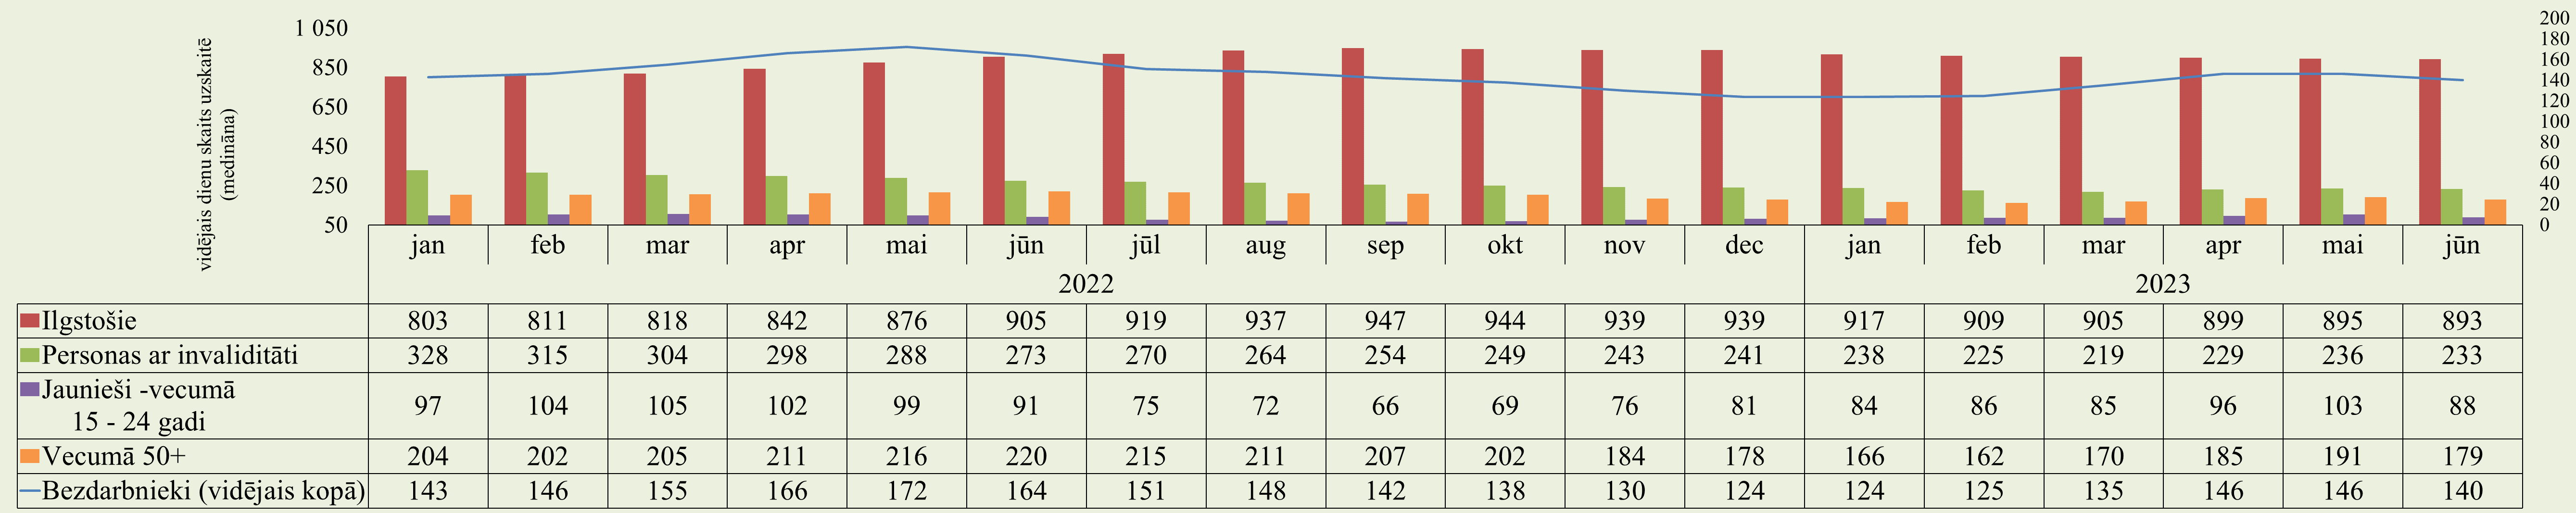 vidējais dienu skaits uzskaitē
(medināna)
1 050
850
650
450
250
50
200
180
160
140
120
100
80
60
40
20
0
jan feb mar apr mai jūn jūl aug sep okt nov dec jan feb mar apr mai jūn
2022 2023
Ilgstošie 803 811 818 842 876 905 919 937 947 944 939 939 917 909 905 899 895 893
Personas ar invaliditāti 328 315 304 298 288 273 270 264 254 249 243 241 238 225 219 229 236 233
Jaunieši -vecumā
15 - 24 gadi 97 104 105 102 99 91 75 72 66 69 76 81 84 86 85 96 103 88
Vecumā 50+ 204 202 205 211 216 220 215 211 207 202 184 178 166 162 170 185 191 179
Bezdarbnieki (vidējais kopā) 143 146 155 166 172 164 151 148 142 138 130 124 124 125 135 146 146 140